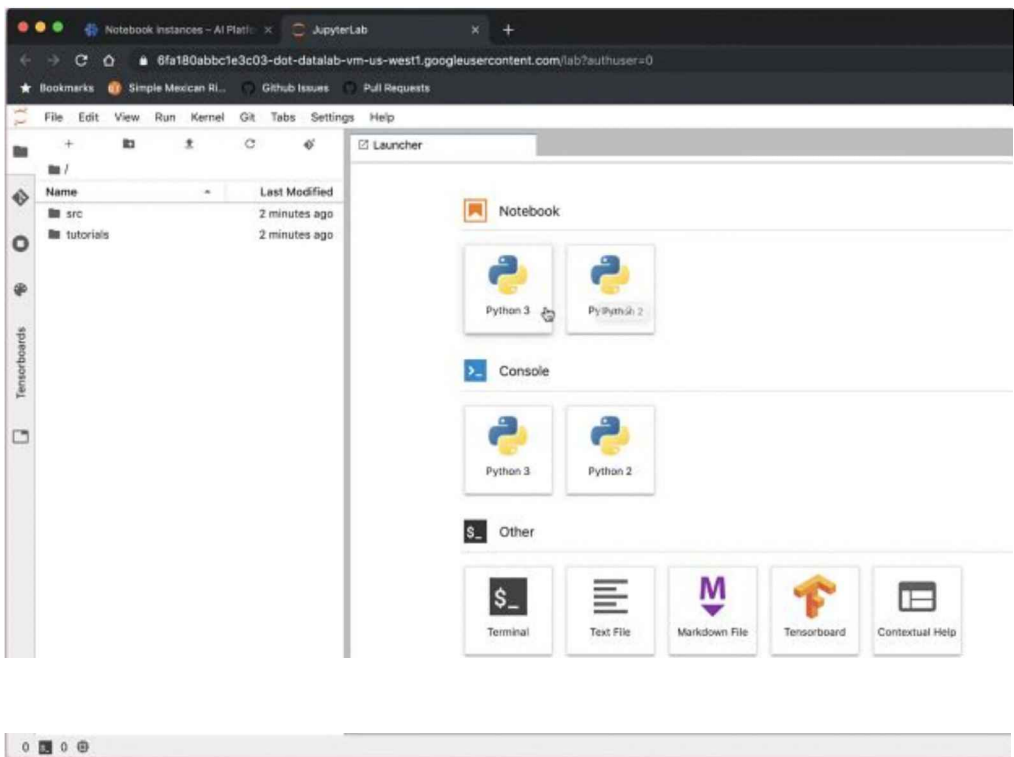 Notebook instances – AI Platfo
JupyterLab
6fa180abbc1e3c03-dot-datalab-vm-us-west1.googleusercontent.com/lab?authuser=0
Bookmarks Simple Mexican Ri... Github Issues Pull Requests
File Edit View Run Kernel Git Tabs Settings Help
Launcher
/
Name Last Modified
src 2 minutes ago
tutorials 2 minutes ago
Tensorboards
Notebook
Python 3 Python 2
Console
Python 3 Python 2
$_ Other
$_
M
Terminal Text File Markdown File Tensorboard Contextual Help
0 $_ 0